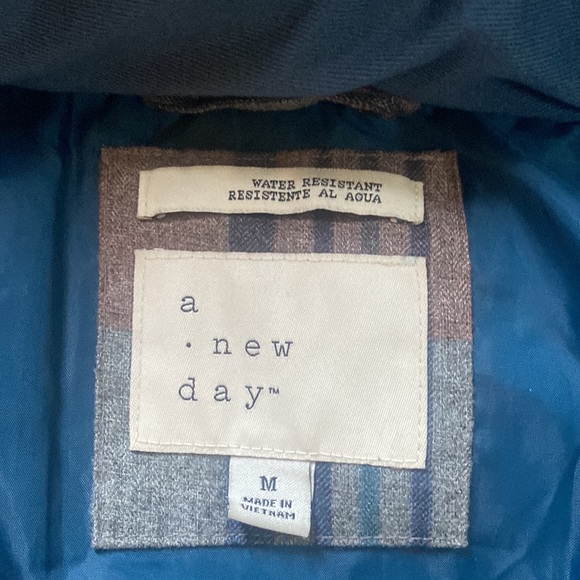 WATER RESISTANT
RESISTENTE AL AGUA
a
· new
day™
M
MADE IN
VIETNAM